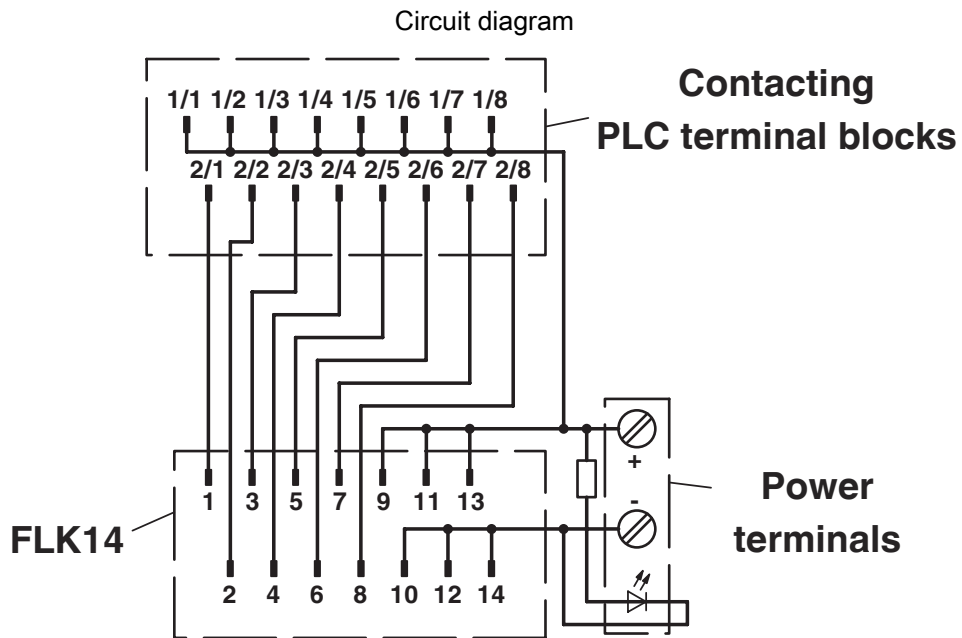 Circuit diagram
Contacting
PLC terminal blocks
1/1 1/2 1/3 1/4 1/5 1/6 1/7 1/8
2/1 2/2 2/3 2/4 2/5 2/6 2/7 2/8
+
-
Power
terminals
1 3 5 7 9 11 13
FLK14
2 4 6 8 10 12 14